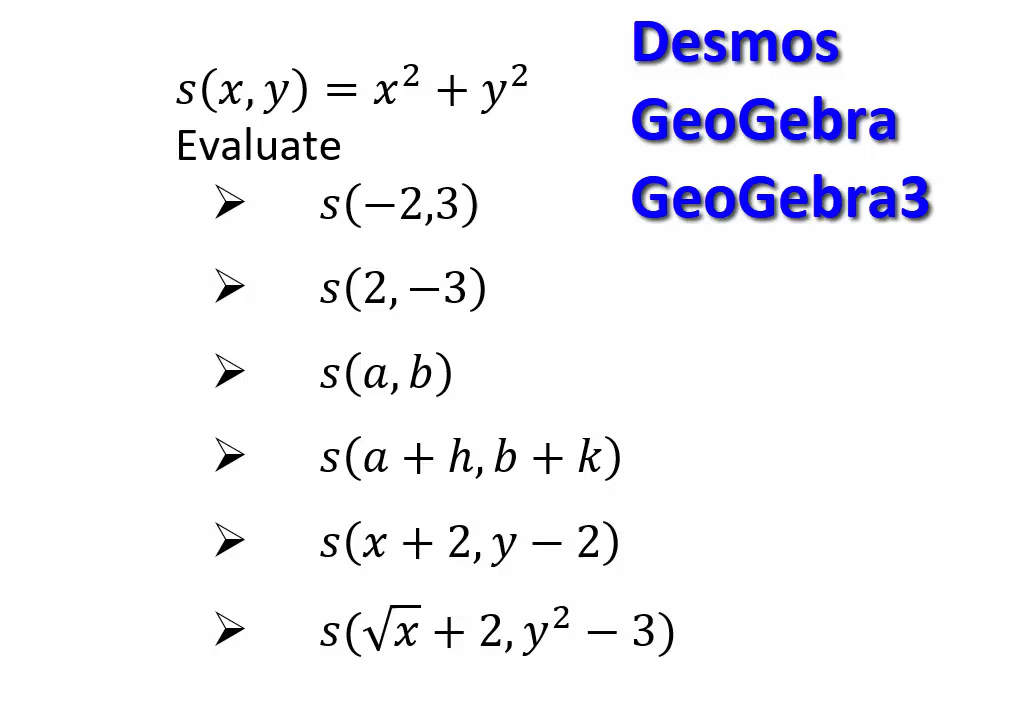 s(x, y) = x² + y²
Evaluate
➢ s(−2,3)
➢ s(2, −3)
➢ s(a, b)
➢ s(a + h, b + k)
➢ s(x + 2, y − 2)
➢ s(√x + 2, y² − 3)
Desmos
GeoGebra
GeoGebra3